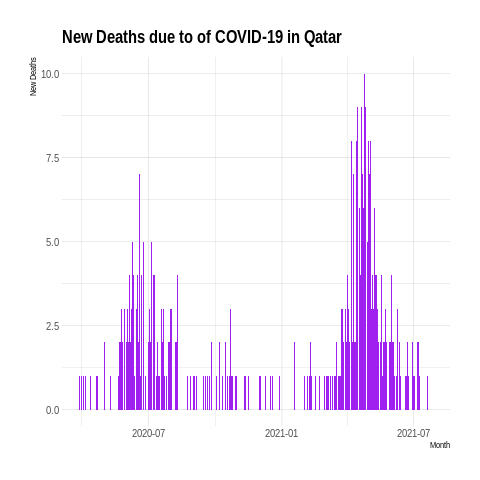 New Deaths due to of COVID-19 in Qatar
New Deaths
10.0
7.5
5.0
2.5
0.0
2020-07
2021-01
2021-07
Month